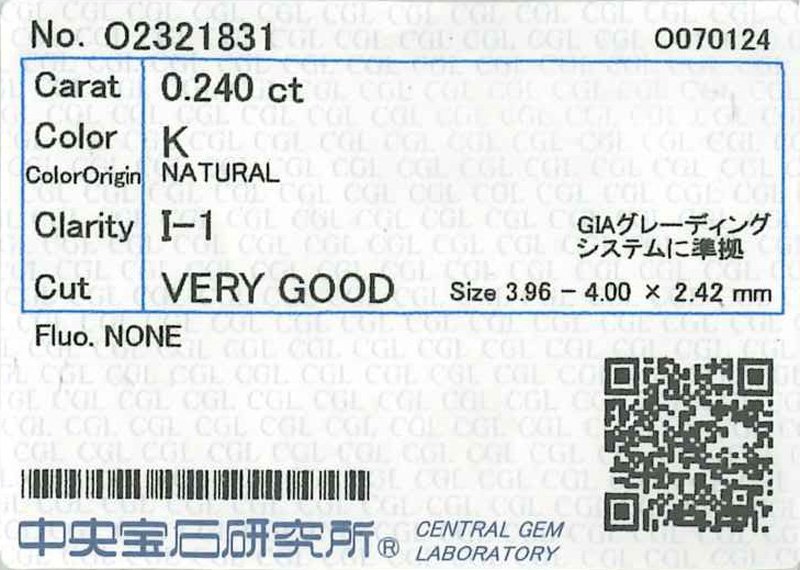 No. O2321831
O070124
Carat 0.240 ct
Color K
ColorOrigin NATURAL
Clarity I-1
GIAグレーディング
システムに準拠
Cut VERY GOOD
Size 3.96 - 4.00 × 2.42 mm
Fluo. NONE
中央宝石研究所® CENTRAL GEM
LABORATORY